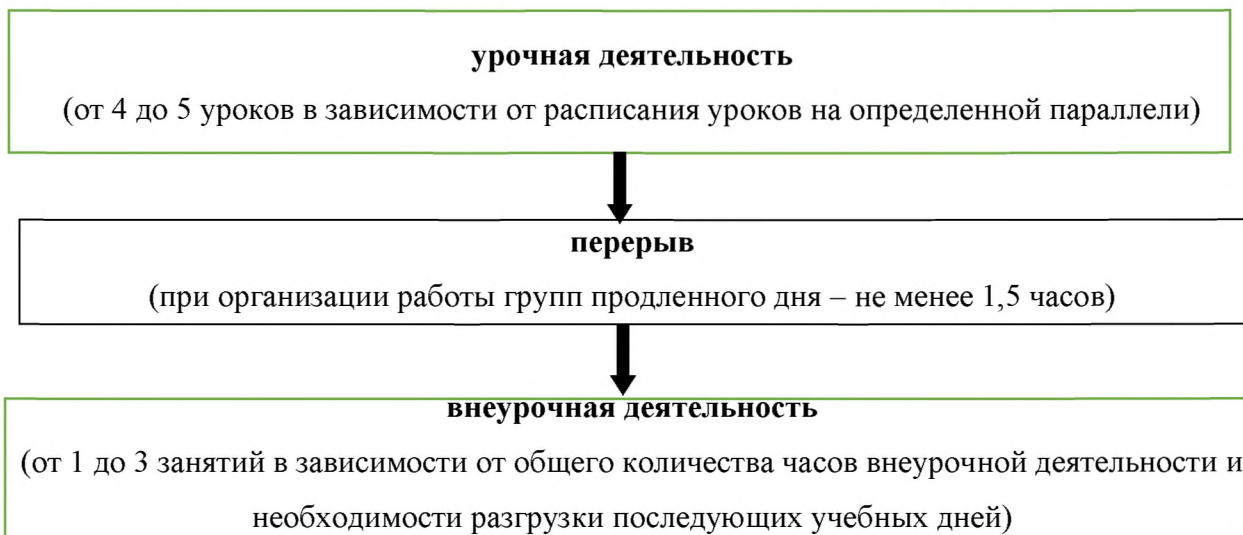 урочная деятельность
(от 4 до 5 уроков в зависимости от расписания уроков на определенной параллели)
перерыв
(при организации работы групп продленного дня – не менее 1,5 часов)
внеурочная деятельность
(от 1 до 3 занятий в зависимости от общего количества часов внеурочной деятельности и
необходимости разгрузки последующих учебных дней)